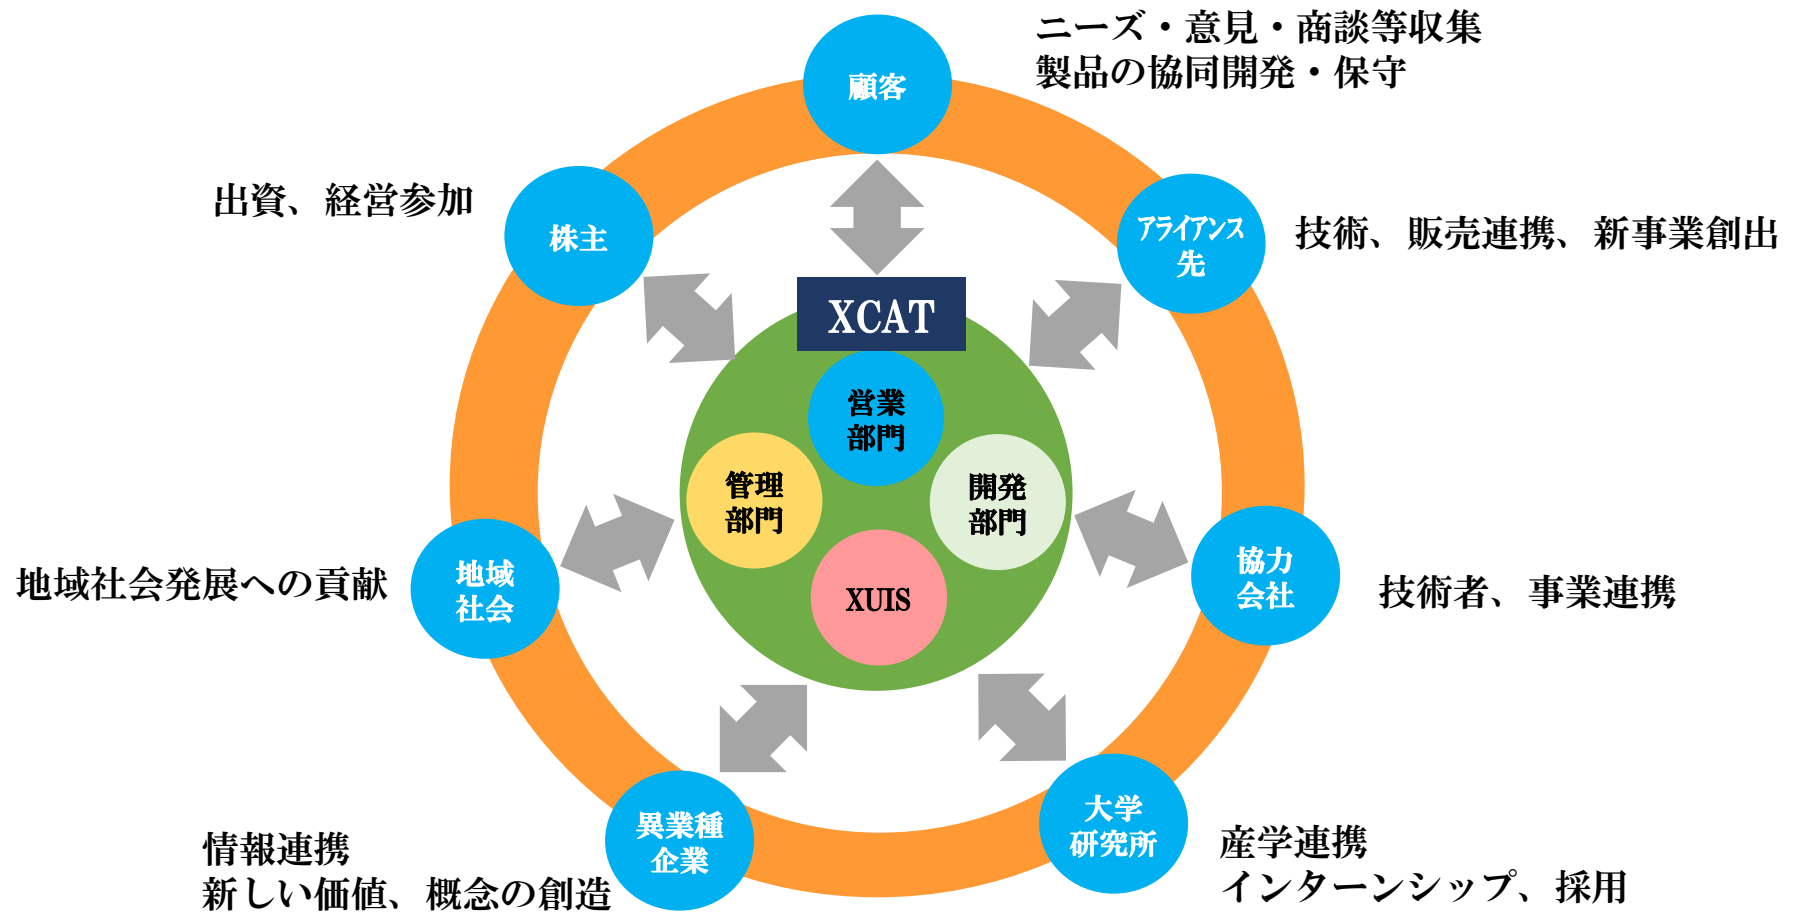 ニーズ・意見・商談等収集
製品の協同開発・保守
顧客
出資、経営参加
株主
アライアンス
先
技術、販売連携、新事業創出
XCAT
営業
部門
管理
部門
開発
部門
XUIS
地域社会発展への貢献
地域
社会
協力
会社
技術者、事業連携
情報連携
新しい価値、概念の創造
異業種
企業
大学
研究所
産学連携
インターンシップ、採用